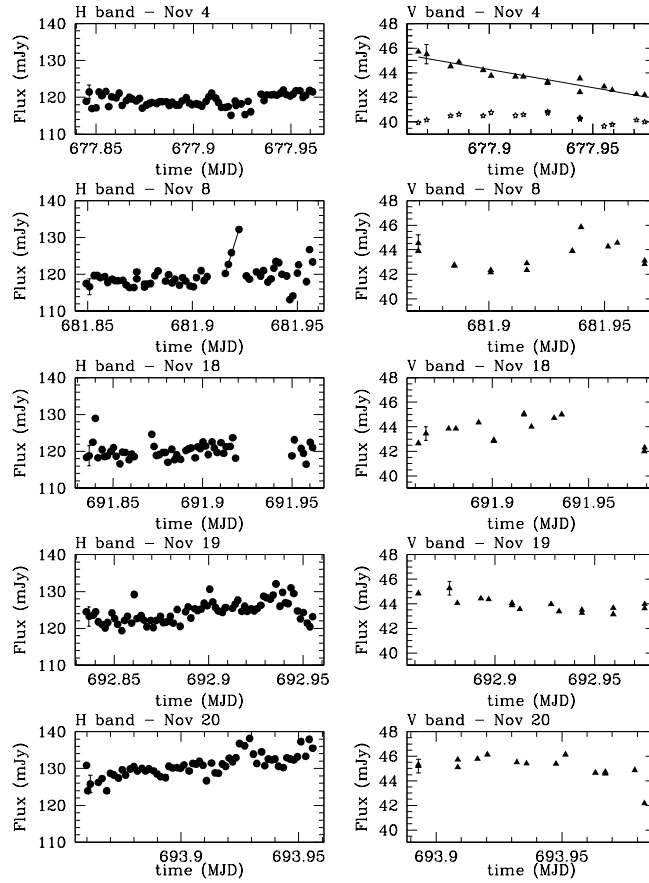 H band – Nov 4
V band – Nov 4
Flux (mJy)
140
130
120
110
677.85
677.9
677.95
time (MJD)
Flux (mJy)
48
46
44
42
40
677.9
677.95
time (MJD)
H band – Nov 8
V band – Nov 8
Flux (mJy)
140
130
120
110
681.85
681.9
681.95
time (MJD)
Flux (mJy)
48
46
44
42
40
681.9
681.95
time (MJD)
H band – Nov 18
V band – Nov 18
Flux (mJy)
140
130
120
110
691.85
691.9
691.95
time (MJD)
Flux (mJy)
48
46
44
42
40
691.9
691.95
time (MJD)
H band – Nov 19
V band – Nov 19
Flux (mJy)
140
130
120
110
692.85
692.9
692.95
time (MJD)
Flux (mJy)
48
46
44
42
40
692.9
692.95
time (MJD)
H band – Nov 20
V band – Nov 20
Flux (mJy)
140
130
120
110
693.9
693.95
time (MJD)
Flux (mJy)
48
46
44
42
40
693.9
693.95
time (MJD)